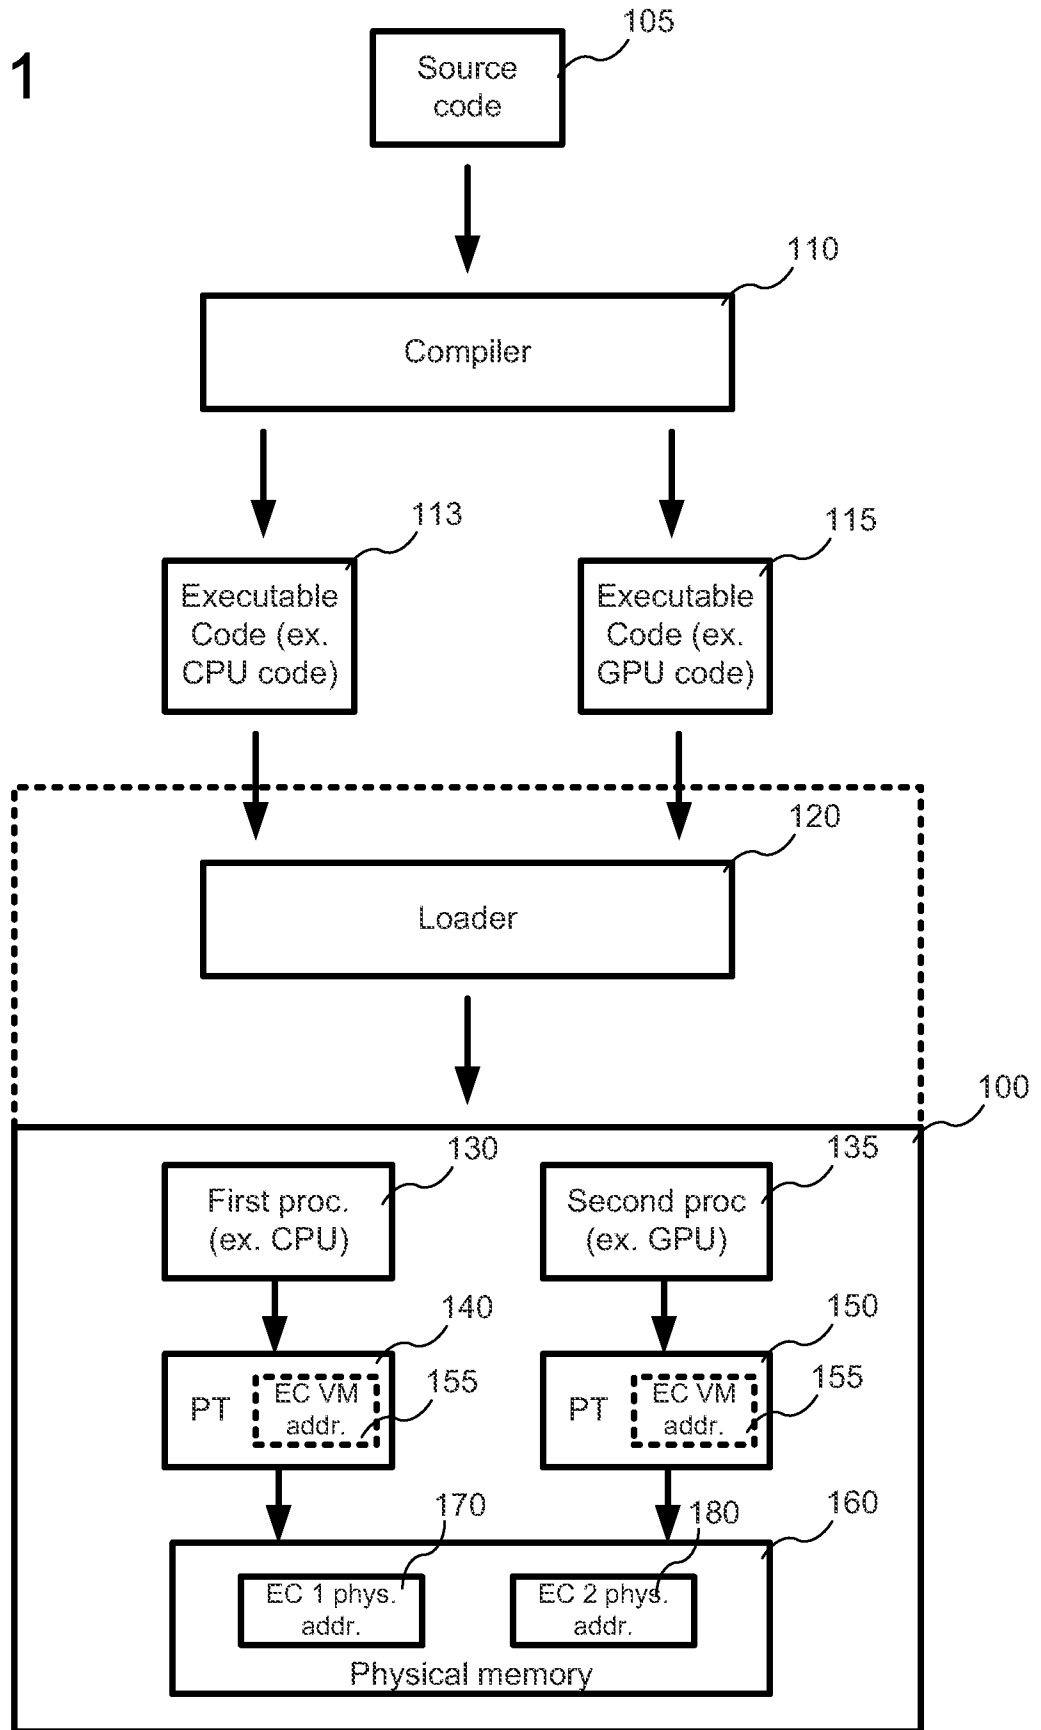 1
105
Source
code
110
Compiler
113
115
Executable
Code (ex.
CPU code)
Executable
Code (ex.
GPU code)
120
Loader
100
130
135
First proc.
(ex. CPU)
Second proc
(ex. GPU)
140
150
PT
EC VM
addr.
155
PT
EC VM
addr.
155
170
180
160
EC 1 phys.
addr.
EC 2 phys.
addr.
Physical memory